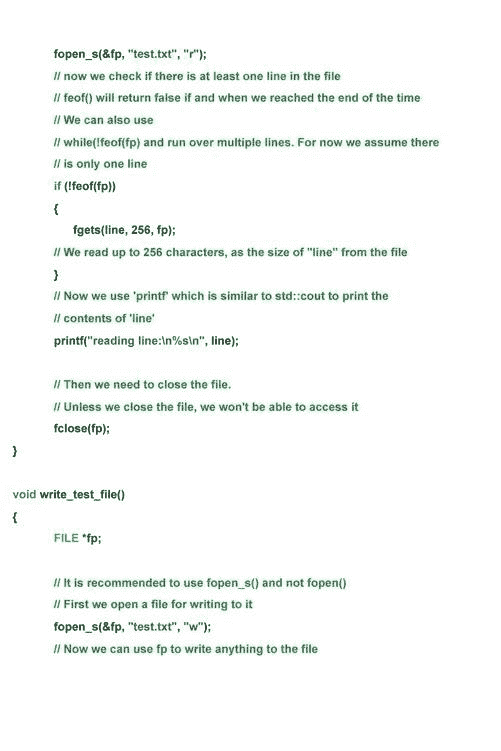 fopen_s(&fp, "test.txt", "r");
// now we check if there is at least one line in the file
// feof() will return false if and when we reached the end of the time
// We can also use
// while(!feof(fp) and run over multiple lines. For now we assume there
// is only one line
if (!feof(fp))
{
fgets(line, 256, fp);
// We read up to 256 characters, as the size of "line" from the file
}
// Now we use 'printf' which is similar to std::cout to print the
// contents of 'line'
printf("reading line:\n%s\n", line);
// Then we need to close the file.
// Unless we close the file, we won't be able to access it
fclose(fp);
}
void write_test_file()
{
FILE *fp;
// It is recommended to use fopen_s() and not fopen()
// First we open a file for writing to it
fopen_s(&fp, "test.txt", "w");
// Now we can use fp to write anything to the file